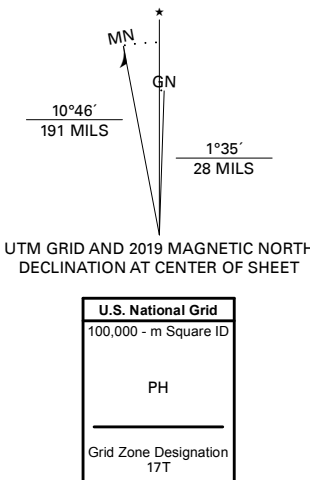 ★
MN
GN
10°46´
191 MILS
1°35´
28 MILS
UTM GRID AND 2019 MAGNETIC NORTH
DECLINATION AT CENTER OF SHEET
U.S. National Grid
100,000 - m Square ID
PH
Grid Zone Designation
17T